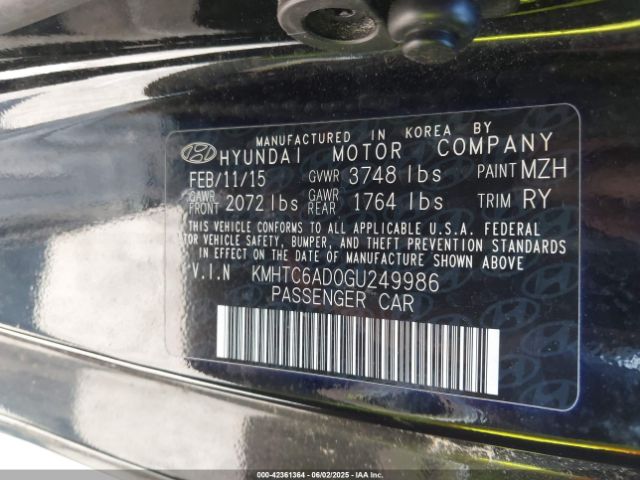 MANUFACTURED IN KOREA BY
HYUNDAI MOTOR COMPANY
FEB/11/15 GVWR 3748 lbs PAINT MZH
GAWR FRONT 2072 lbs GAWR REAR 1764 lbs TRIM RY
THIS VEHICLE CONFORMS TO ALL APPLICABLE U.S.A. FEDERAL
MOTOR VEHICLE SAFETY, BUMPER, AND THEFT PREVENTION STANDARDS
IN EFFECT ON THE DATE OF MANUFACTURE SHOWN ABOVE
V.I.N KMHTC6AD0GU249986
PASSENGER CAR
000-42361364 | 06/02/2025 - Copart, IAA